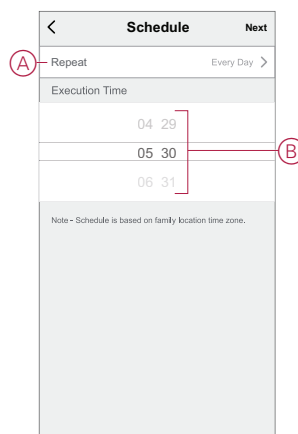 Schedule Next
A Repeat Every Day
Execution Time
04 29
05 30 B
06 31
Note - Schedule is based on family location time zone.